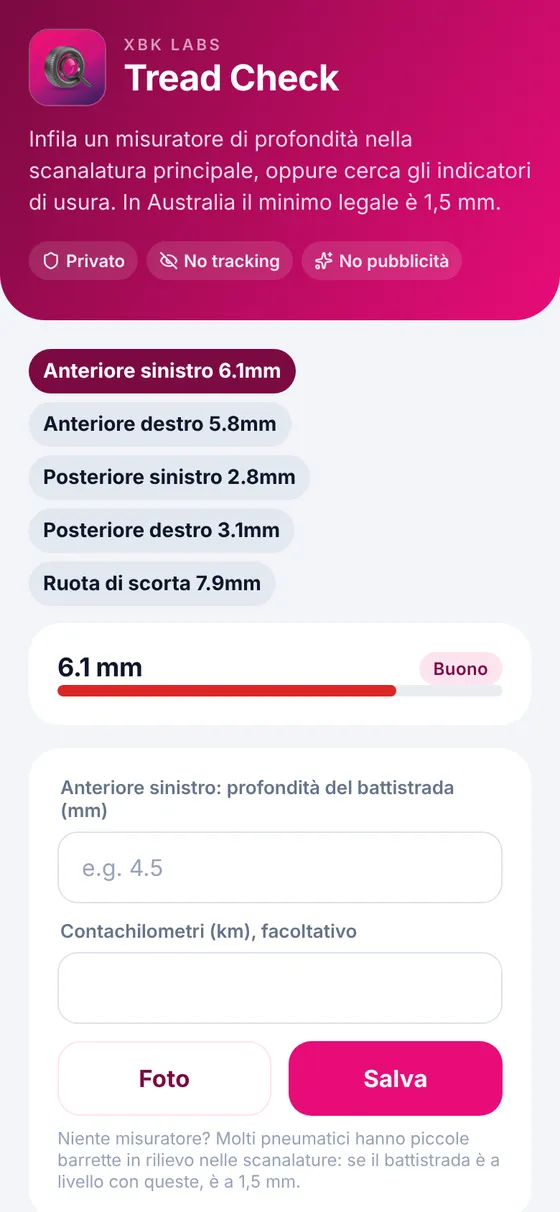 XBK LABS
Tread Check
Infila un misuratore di profondità nella
scanalatura principale, oppure cerca gli indicatori
di usura. In Australia il minimo legale è 1,5 mm.
Privato
No tracking
No pubblicità
Anteriore sinistro 6.1mm
Anteriore destro 5.8mm
Posteriore sinistro 2.8mm
Posteriore destro 3.1mm
Ruota di scorta 7.9mm
6.1 mm
Buono
Anteriore sinistro: profondità del battistrada
(mm)
e.g. 4.5
Contachilometri (km), facoltativo
Foto
Salva
Niente misuratore? Molti pneumatici hanno piccole
barrette in rilievo nelle scanalature: se il battistrada è a
livello con queste, è a 1,5 mm.